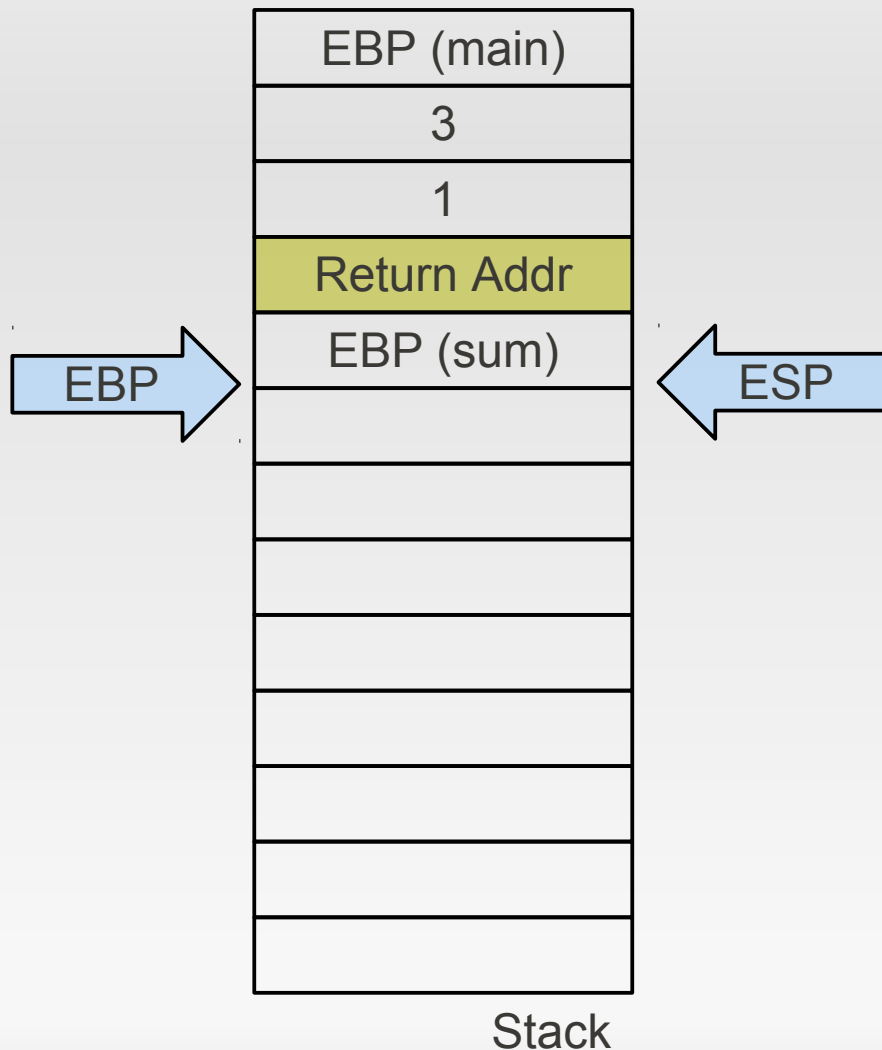 EBP (main)
3
1
Return Addr
EBP (sum)
EBP
ESP
Stack